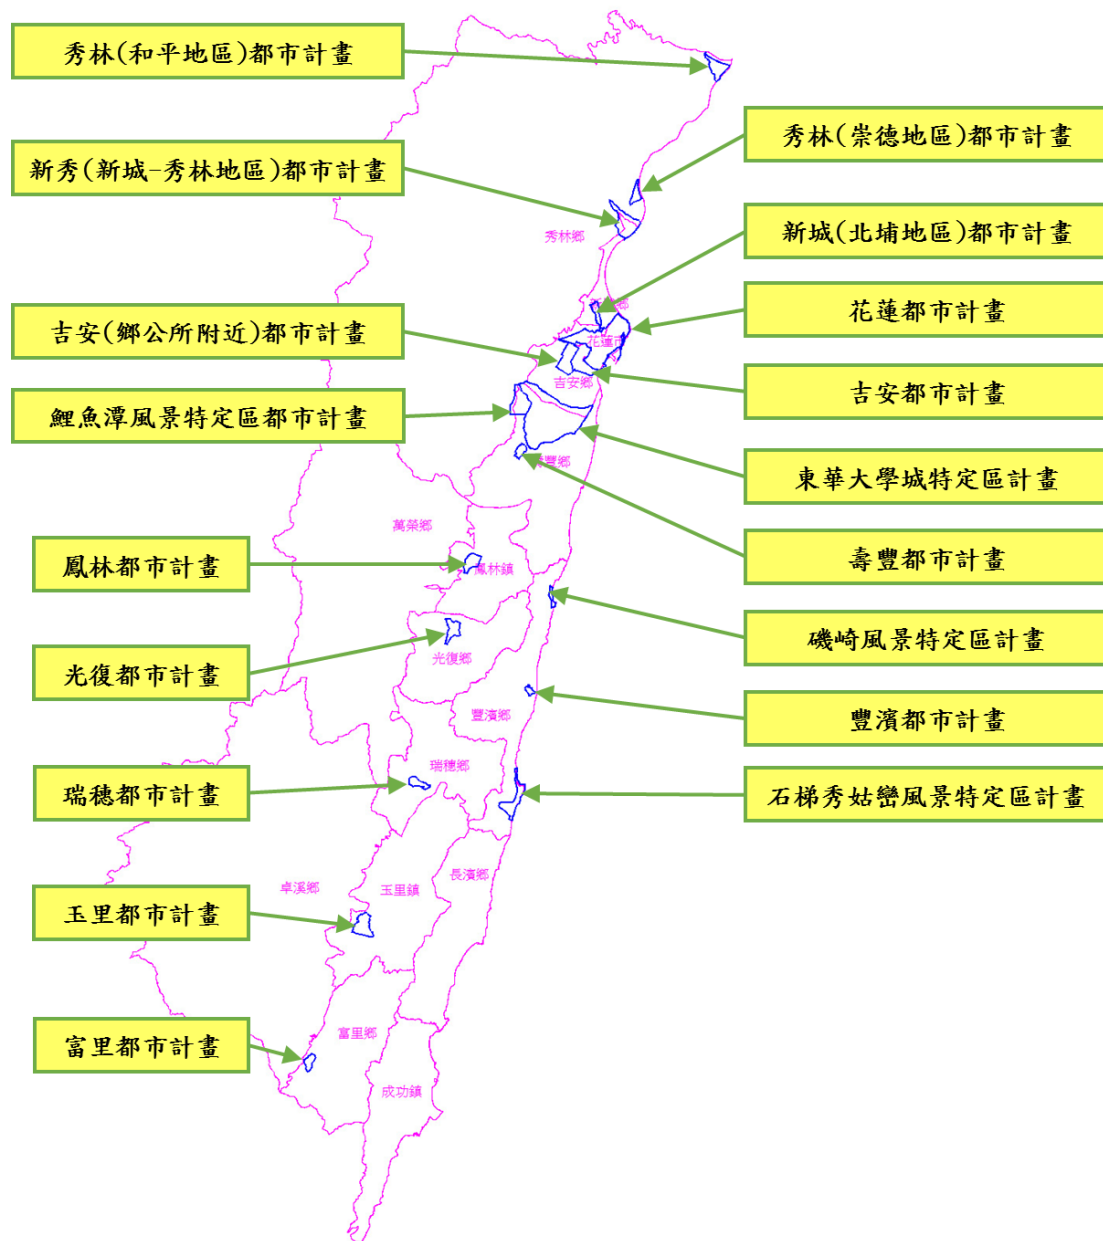 秀林(和平地區)都市計畫
秀林(崇德地區)都市計畫
新秀(新城-秀林地區)都市計畫
新城(北埔地區)都市計畫
秀林鄉
花蓮都市計畫
吉安(鄉公所附近)都市計畫
花蓮市
吉安鄉
吉安都市計畫
鯉魚潭風景特定區都市計畫
東華大學城特定區計畫
萬榮鄉
鳳林都市計畫
鳳林鎮
壽豐都市計畫
磯崎風景特定區計畫
光復鄉
光復都市計畫
豐濱鄉
豐濱都市計畫
瑞穗鄉
瑞穗都市計畫
石梯秀姑巒風景特定區計畫
長濱鄉
卓溪鄉
玉里鎮
玉里都市計畫
富里鄉
富里都市計畫
成功鎮